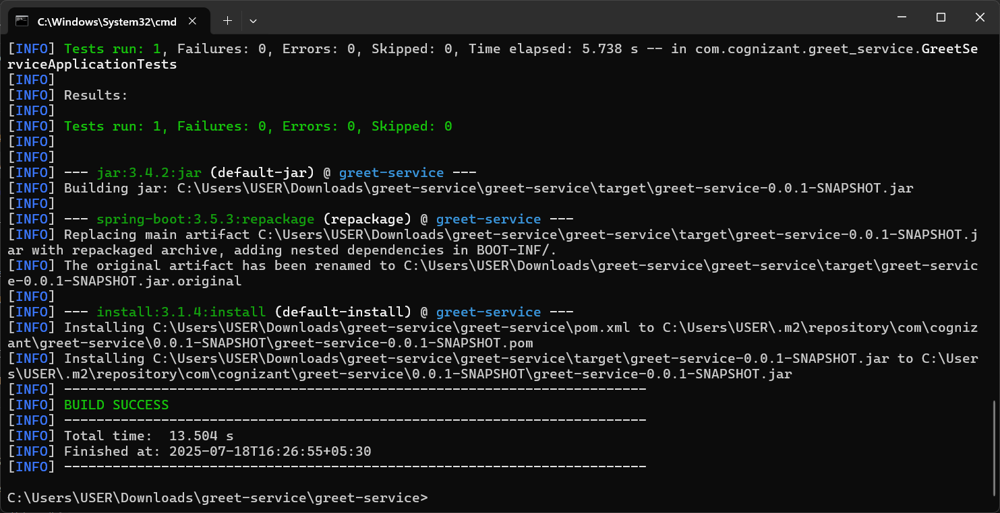 C:\Windows\System32\cmd
[INFO] Tests run: 1, Failures: 0, Errors: 0, Skipped: 0, Time elapsed: 5.738 s -- in com.cognizant.greet_service.GreetSe
rviceApplicationTests
[INFO]
[INFO] Results:
[INFO]
[INFO] Tests run: 1, Failures: 0, Errors: 0, Skipped: 0
[INFO]
[INFO]
[INFO] --- jar:3.4.2:jar (default-jar) @ greet-service ---
[INFO] Building jar: C:\Users\USER\Downloads\greet-service\greet-service\target\greet-service-0.0.1-SNAPSHOT.jar
[INFO]
[INFO] --- spring-boot:3.5.3:repackage (repackage) @ greet-service ---
[INFO] Replacing main artifact C:\Users\USER\Downloads\greet-service\greet-service\target\greet-service-0.0.1-SNAPSHOT.j
ar with repackaged archive, adding nested dependencies in BOOT-INF/.
[INFO] The original artifact has been renamed to C:\Users\USER\Downloads\greet-service\greet-service\target\greet-servic
e-0.0.1-SNAPSHOT.jar.original
[INFO]
[INFO] --- install:3.1.4:install (default-install) @ greet-service ---
[INFO] Installing C:\Users\USER\Downloads\greet-service\greet-service\pom.xml to C:\Users\USER\.m2\repository\com\cogniz
ant\greet-service\0.0.1-SNAPSHOT\greet-service-0.0.1-SNAPSHOT.pom
[INFO] Installing C:\Users\USER\Downloads\greet-service\greet-service\target\greet-service-0.0.1-SNAPSHOT.jar to C:\User
s\USER\.m2\repository\com\cognizant\greet-service\0.0.1-SNAPSHOT\greet-service-0.0.1-SNAPSHOT.jar
[INFO] ------------------------------------------------------------------------
[INFO] BUILD SUCCESS
[INFO] ------------------------------------------------------------------------
[INFO] Total time:  13.504 s
[INFO] Finished at: 2025-07-18T16:26:55+05:30
[INFO] ------------------------------------------------------------------------
C:\Users\USER\Downloads\greet-service\greet-service>